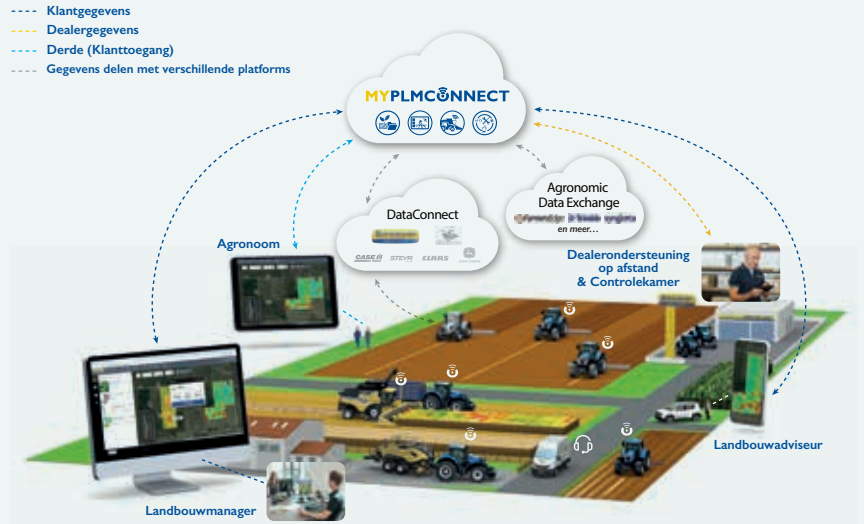 Klantgegevens
Dealergegevens
Derde (Klanttoegang)
Gegevens delen met verschillende platforms
MYPLMCONNECT
Agronomic
Data Exchange
en meer...
DataConnect
CASE IH
STEYR
CLAAS
Agronoom
Dealerondersteuning
op afstand
& Controlekamer
Landbouwadviseur
Landbouwmanager